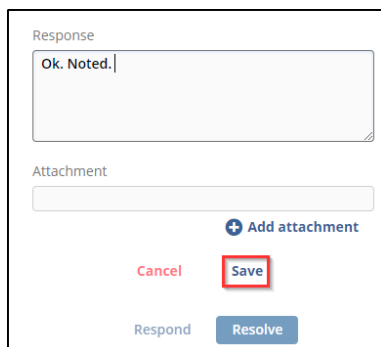 Response
Ok. Noted.
Attachment
Add attachment
Cancel Save
Respond Resolve